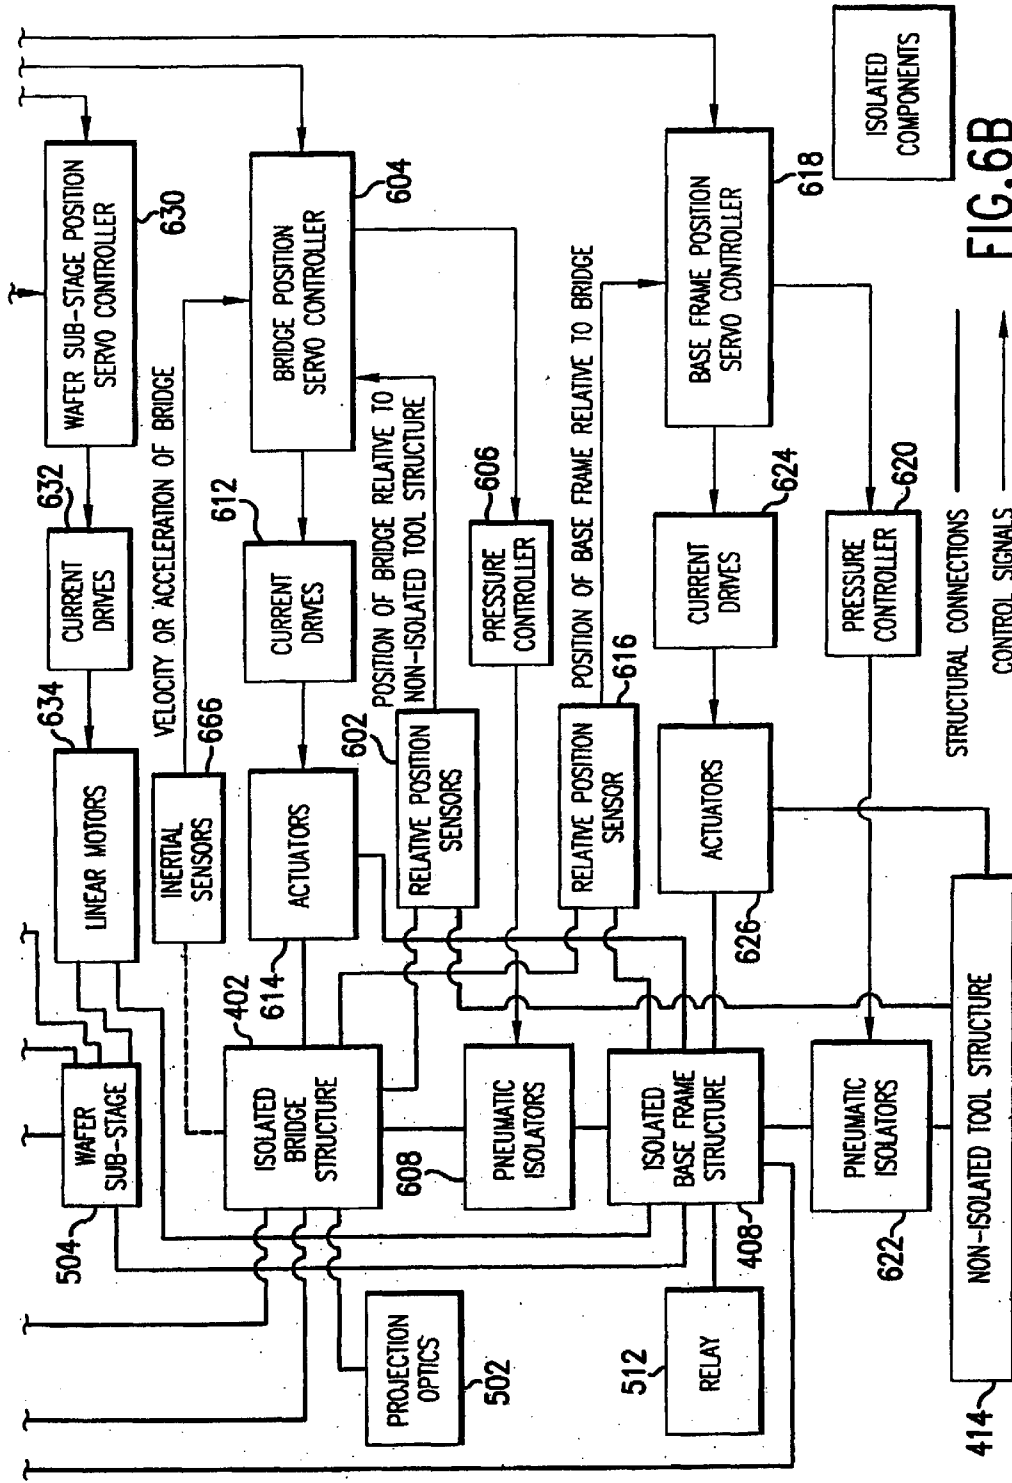 630
WAFER SUB-STAGE POSITION
SERVO CONTROLLER
632
CURRENT
DRIVES
634
LINEAR MOTORS
WAFER
SUB-STAGE
504
VELOCITY OR ACCELERATION OF BRIDGE
666
INERTIAL
SENSORS
604
BRIDGE POSITION
SERVO CONTROLLER
612
CURRENT
DRIVES
ACTUATORS
614
402
ISOLATED
BRIDGE
STRUCTURE
POSITION OF BRIDGE RELATIVE TO
NON-ISOLATED TOOL STRUCTURE
602
RELATIVE POSITION
SENSORS
PROJECTION
OPTICS
502
606
PRESSURE
CONTROLLER
PNEUMATIC
ISOLATORS
608
POSITION OF BASE FRAME RELATIVE TO BRIDGE
616
RELATIVE POSITION
SENSOR
618
BASE FRAME POSITION
SERVO CONTROLLER
624
CURRENT
DRIVES
ACTUATORS
626
ISOLATED
BASE FRAME
STRUCTURE
408
512
RELAY
620
PRESSURE
CONTROLLER
PNEUMATIC
ISOLATORS
622
NON-ISOLATED TOOL STRUCTURE
414
ISOLATED
COMPONENTS
STRUCTURAL CONNECTIONS
CONTROL SIGNALS
FIG.6B